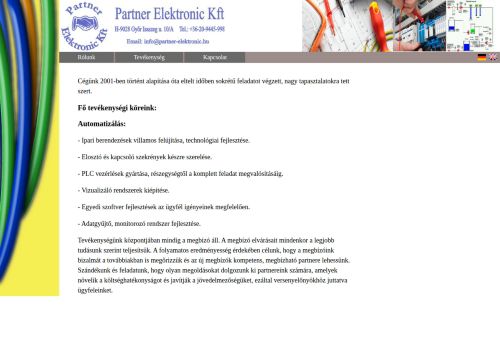 Partner Elektronic Kft
Partner Elektronic Kft
H-9028 Győr Iszang u. 10/A Tel.: +36-20-9445-998
Email: info@partner-elektronic.hu
Rólunk Tevékenység Kapcsolat
Cégünk 2001-ben történt alapítása óta eltelt időben sokrétű feladatot végzett, nagy tapasztalatokra tett
szert.
Fő tevékenységi köreink:
Automatizálás:
- Ipari berendezések villamos felújítása, technológiai fejlesztése.
- Elosztó és kapcsoló szekrények készre szerelése.
- PLC vezérlések gyártása, részegységtől a komplett feladat megvalósításáig.
- Vizualizáló rendszerek kiépítése.
- Egyedi szoftver fejlesztések az ügyfél igényeinek megfelelően.
- Adatgyűjtő, monitorozó rendszer fejlesztése.
Tevékenységünk központjában mindig a megbízó áll. A megbízó elvárásait mindenkor a legjobb
tudásunk szerint teljesítsük. A folyamatos eredményesség érdekében célunk, hogy a megbízóink
bizalmát a továbbiakban is megőrizzük és az új megbízók kompetens, megbízható partnere lehessünk.
Szándékunk és feladatunk, hogy olyan megoldásokat dolgozunk ki partnereink számára, amelyek
növelik a költséghatékonyságot és javítják a jövedelmezőségüket, ezáltal versenyelőnyökhöz juttatva
ügyfeleinket.